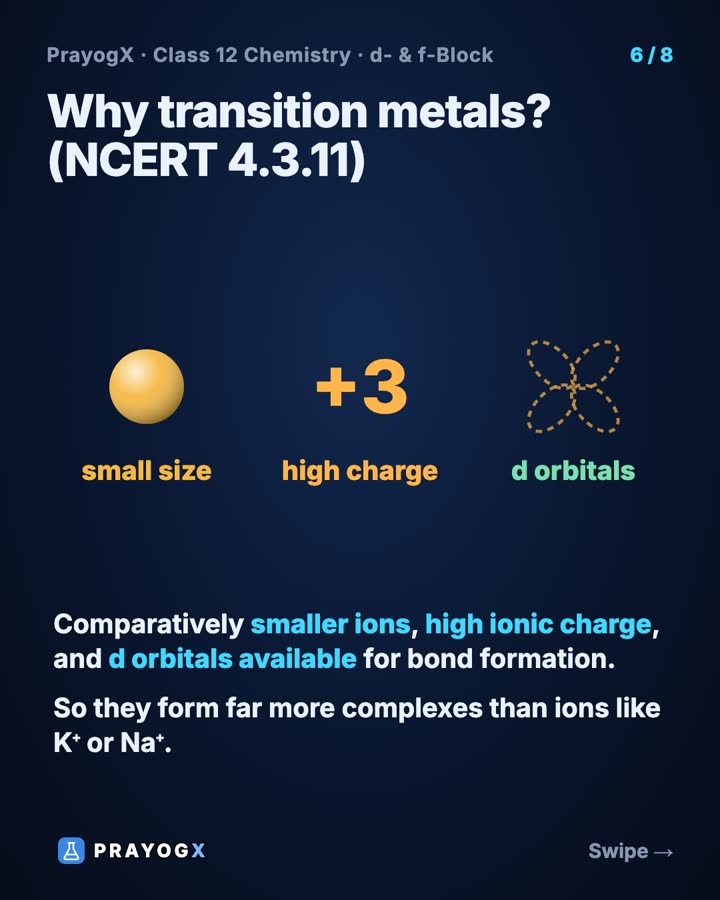 PrayogX · Class 12 Chemistry · d- & f-Block
6 / 8
Why transition metals?
(NCERT 4.3.11)
+3
small size
high charge
d orbitals
Comparatively smaller ions, high ionic charge,
and d orbitals available for bond formation.
So they form far more complexes than ions like
K⁺ or Na⁺.
PRAYOGX
Swipe →